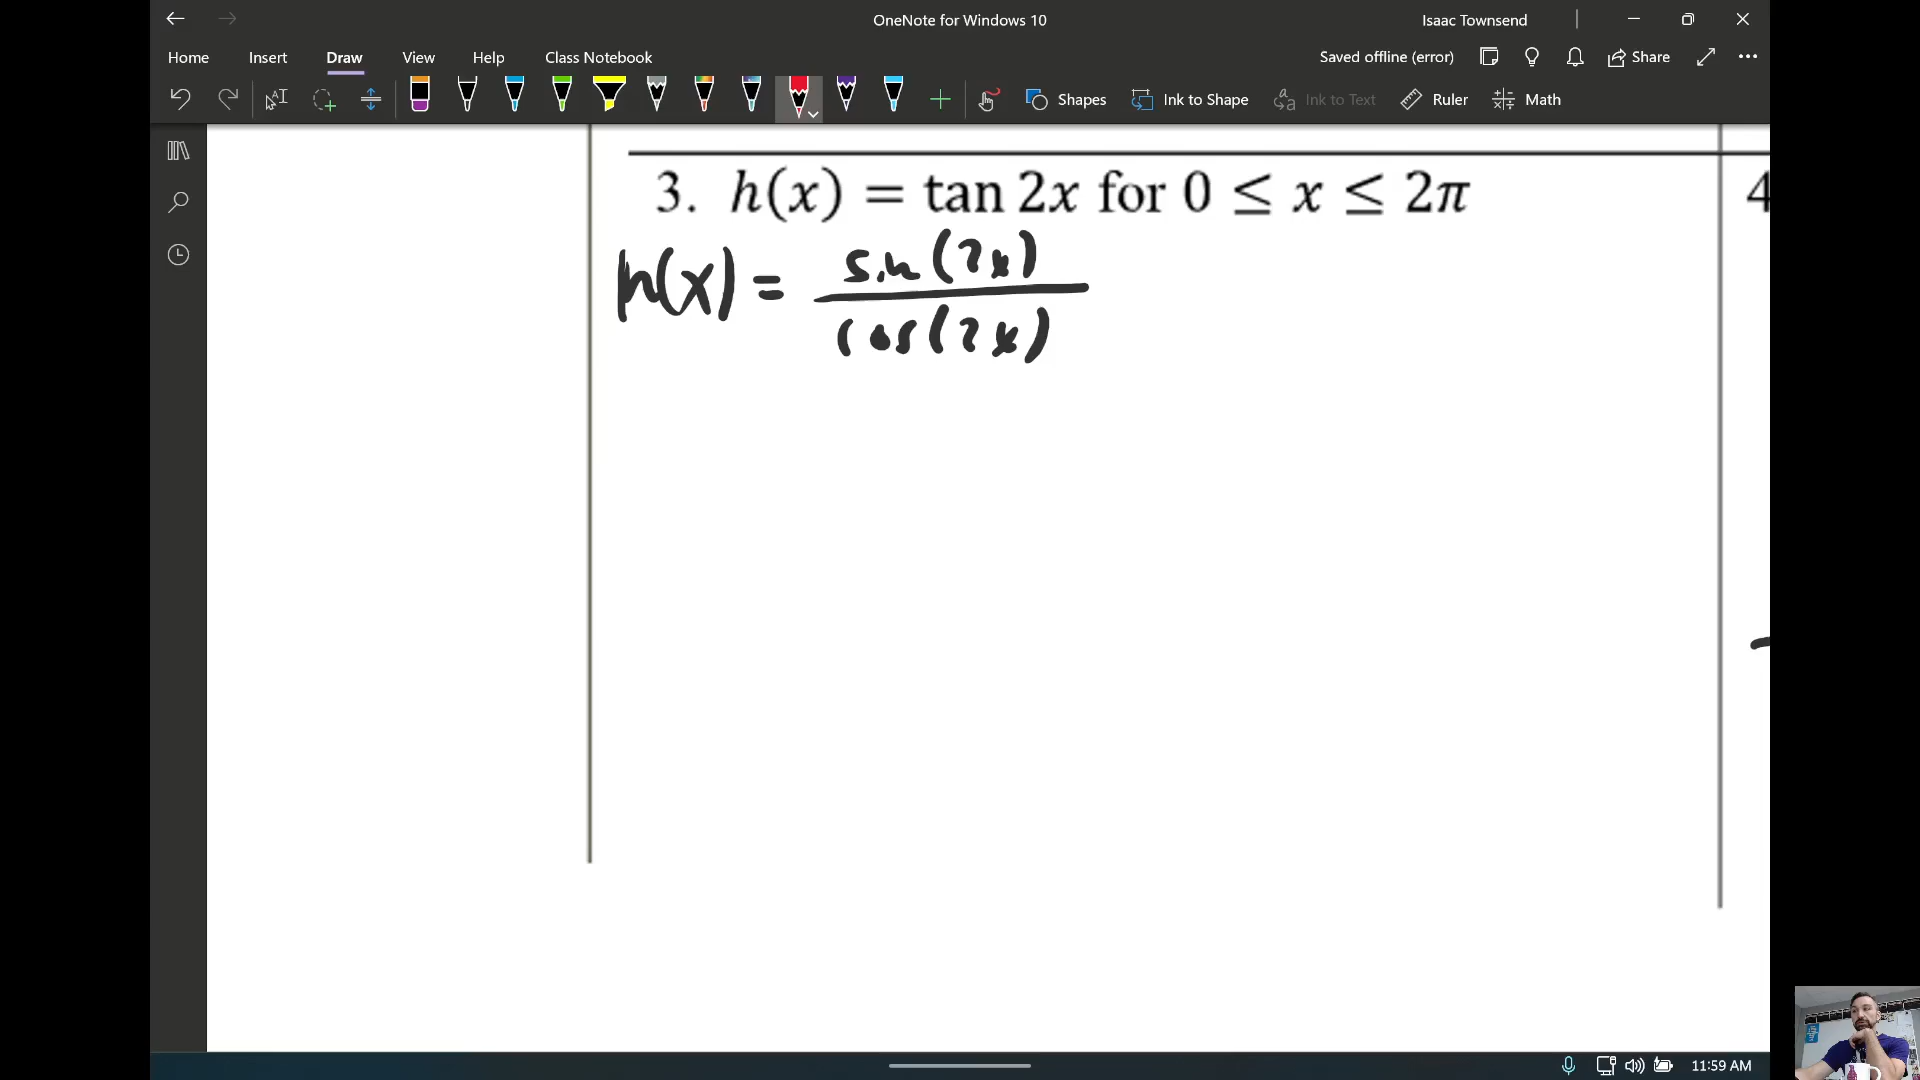 OneNote for Windows 10
Isaac Townsend
Home Insert Draw View Help Class Notebook
Saved offline (error) Share
Shapes Ink to Shape Ink to Text Ruler Math
3. h(x) = tan 2x for 0 ≤ x ≤ 2π
4
h(x) = sin(2x) / cos(2x)
11:59 AM